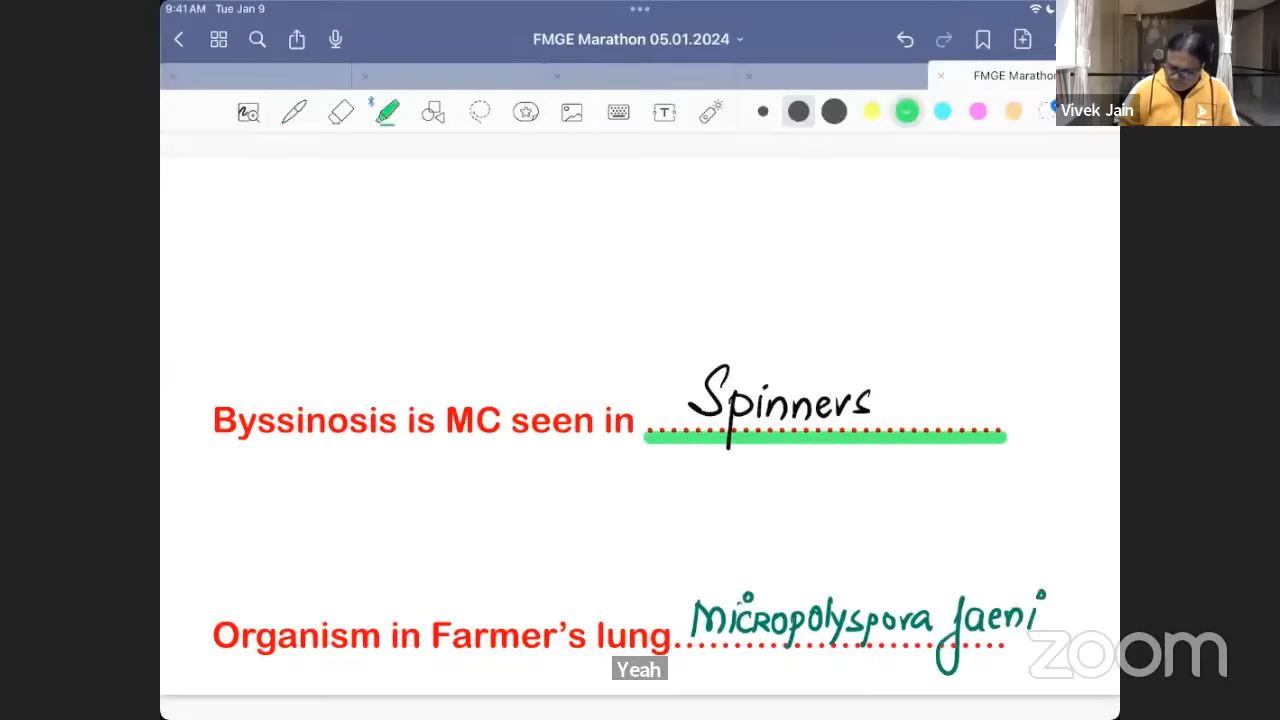 9:41 AM Tue Jan 9
FMGE Marathon 05.01.2024
FMGE Marathon
Vivek Jain
Byssinosis is MC seen in Spinners
Organism in Farmer's lung. Micropolyspora faeni
Yeah
zoom